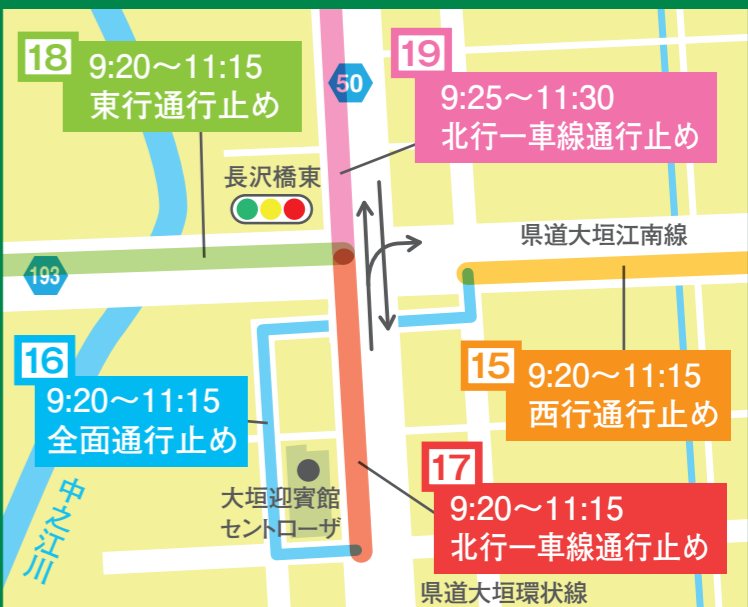 18
9:20～11:15
東行通行止め
19
9:25～11:30
北行一車線通行止め
50
長沢橋東
県道大垣江南線
193
16
9:20～11:15
全面通行止め
15
9:20～11:15
西行通行止め
中之江川
大垣迎賓館
セントローザ
17
9:20～11:15
北行一車線通行止め
県道大垣環状線